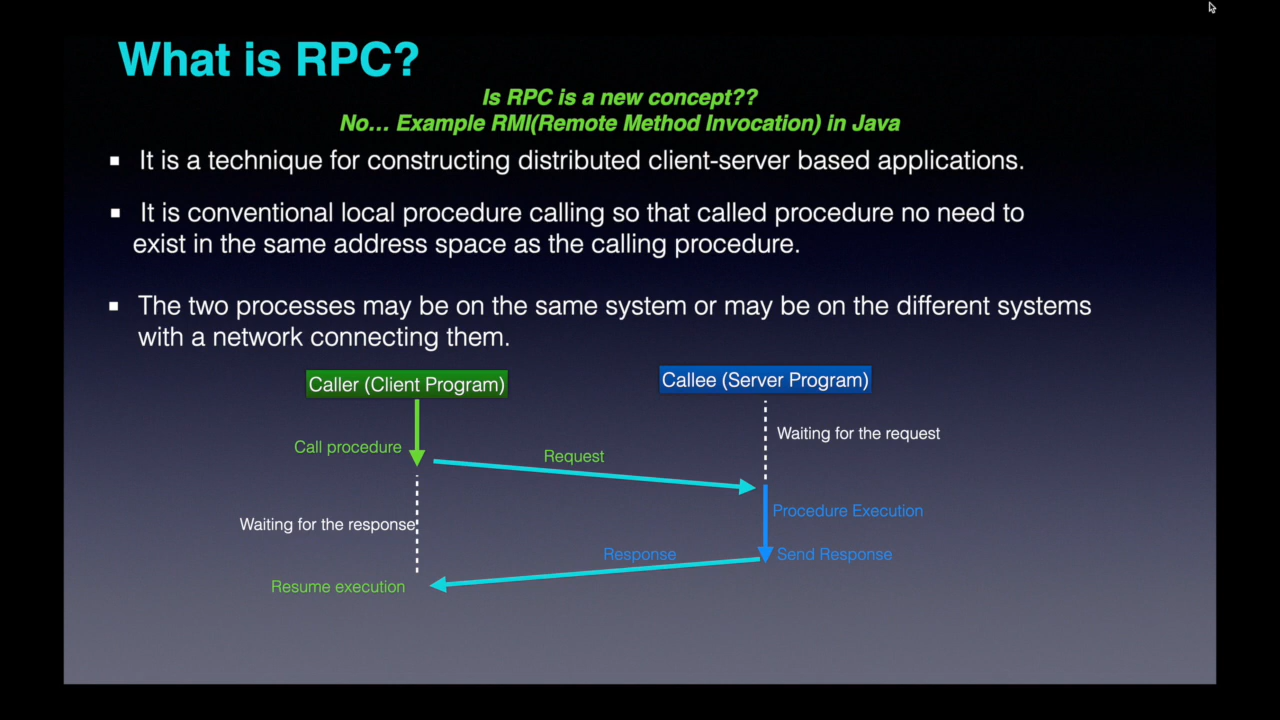 What is RPC?
Is RPC is a new concept??
No... Example RMI(Remote Method Invocation) in Java
▪ It is a technique for constructing distributed client-server based applications.
▪ It is conventional local procedure calling so that called procedure no need to
exist in the same address space as the calling procedure.
▪ The two processes may be on the same system or may be on the different systems
with a network connecting them.
Caller (Client Program)
Callee (Server Program)
Waiting for the request
Call procedure
Request
Procedure Execution
Waiting for the response
Response
Send Response
Resume execution